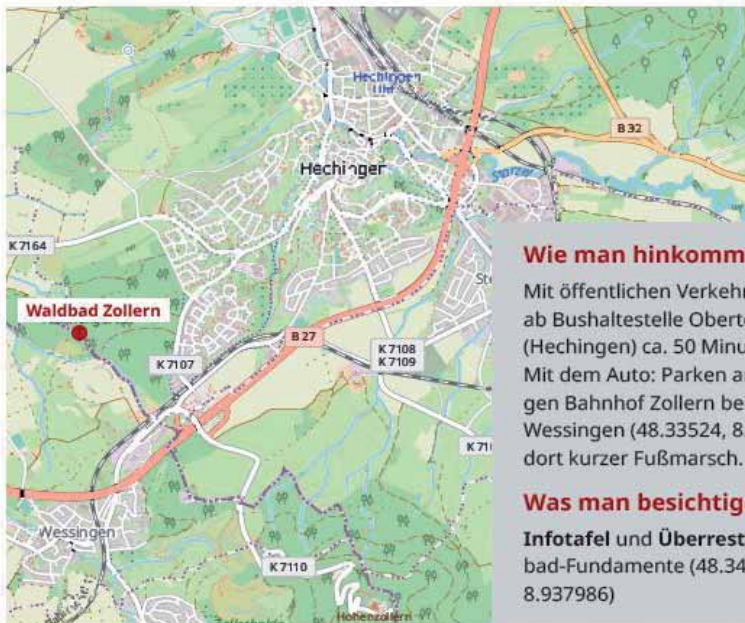 Hechingen
B 32
Hechinger
Starzel
K 7164
Waldbad Zollern
B 27
K 7107
K 7108
K 7109
Wessingen
K 7110
Hohenzollern
Wie man hinkomm
Mit öffentlichen Verkehr
ab Bushaltestelle Obert
(Hechingen) ca. 50 Minu
Mit dem Auto: Parken a
gen Bahnhof Zollern be
Wessingen (48.33524, 8.
dort kurzer Fußmarsch.
Was man besichtig
Infotafel und Überrest
bad-Fundamente (48.34
8.937986)